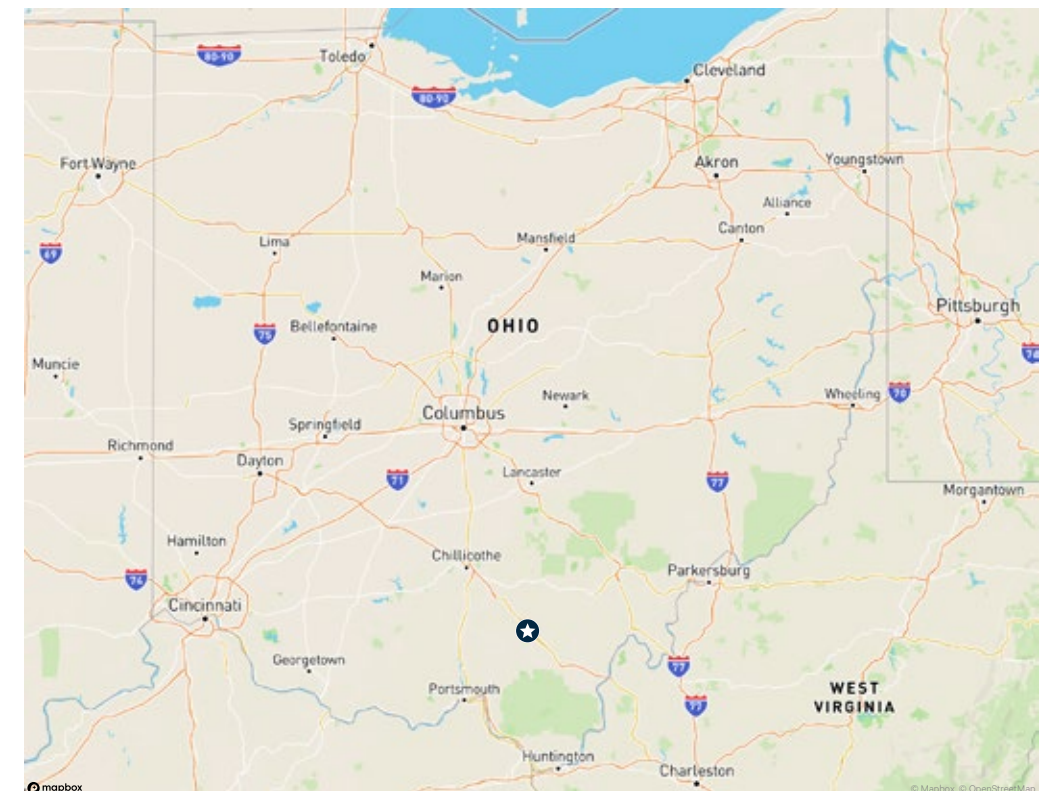 80-90
Toledo
Cleveland
80-90
Fort Wayne
Akron
Youngstown
Alliance
Canton
69
Lima
Mansfield
Marion
Pittsburgh
75
Bellefontaine
OHIO
Muncie
Newark
Wheeling
70
Columbus
Springfield
Richmond
Dayton
Lancaster
71
77
Morgantown
Hamilton
Chillicothe
Parkersburg
74
Cincinnati
Georgetown
77
Portsmouth
WEST
VIRGINIA
77
Huntington
Charleston
mapbox
© Mapbox, © OpenStreetMap